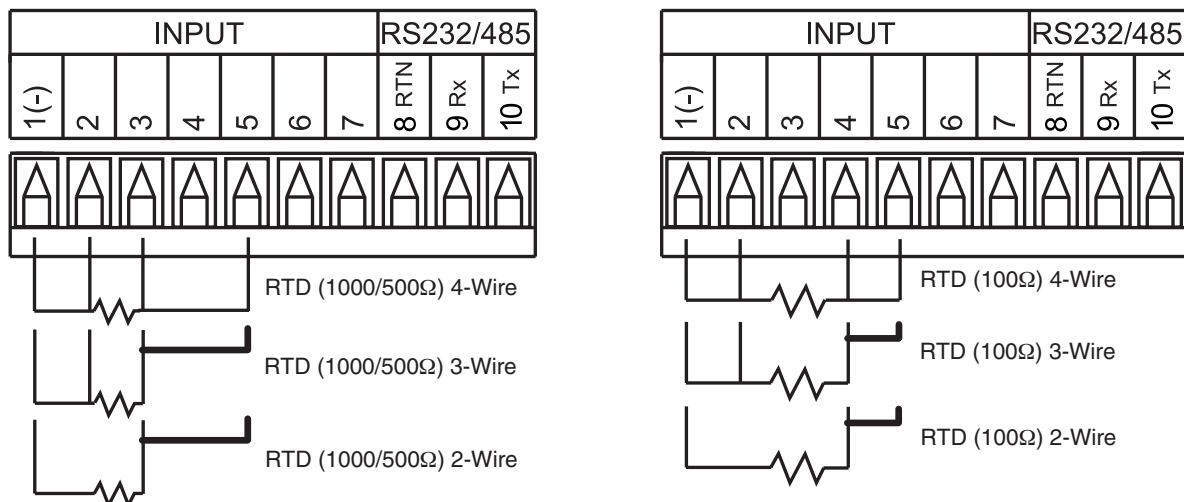 INPUT RS232/485
1(-) 2 3 4 5 6 7 8 RTN 9 Rx 10 Tx
RTD (1000/500Ω) 4-Wire
RTD (1000/500Ω) 3-Wire
RTD (1000/500Ω) 2-Wire
INPUT RS232/485
1(-) 2 3 4 5 6 7 8 RTN 9 Rx 10 Tx
RTD (100Ω) 4-Wire
RTD (100Ω) 3-Wire
RTD (100Ω) 2-Wire